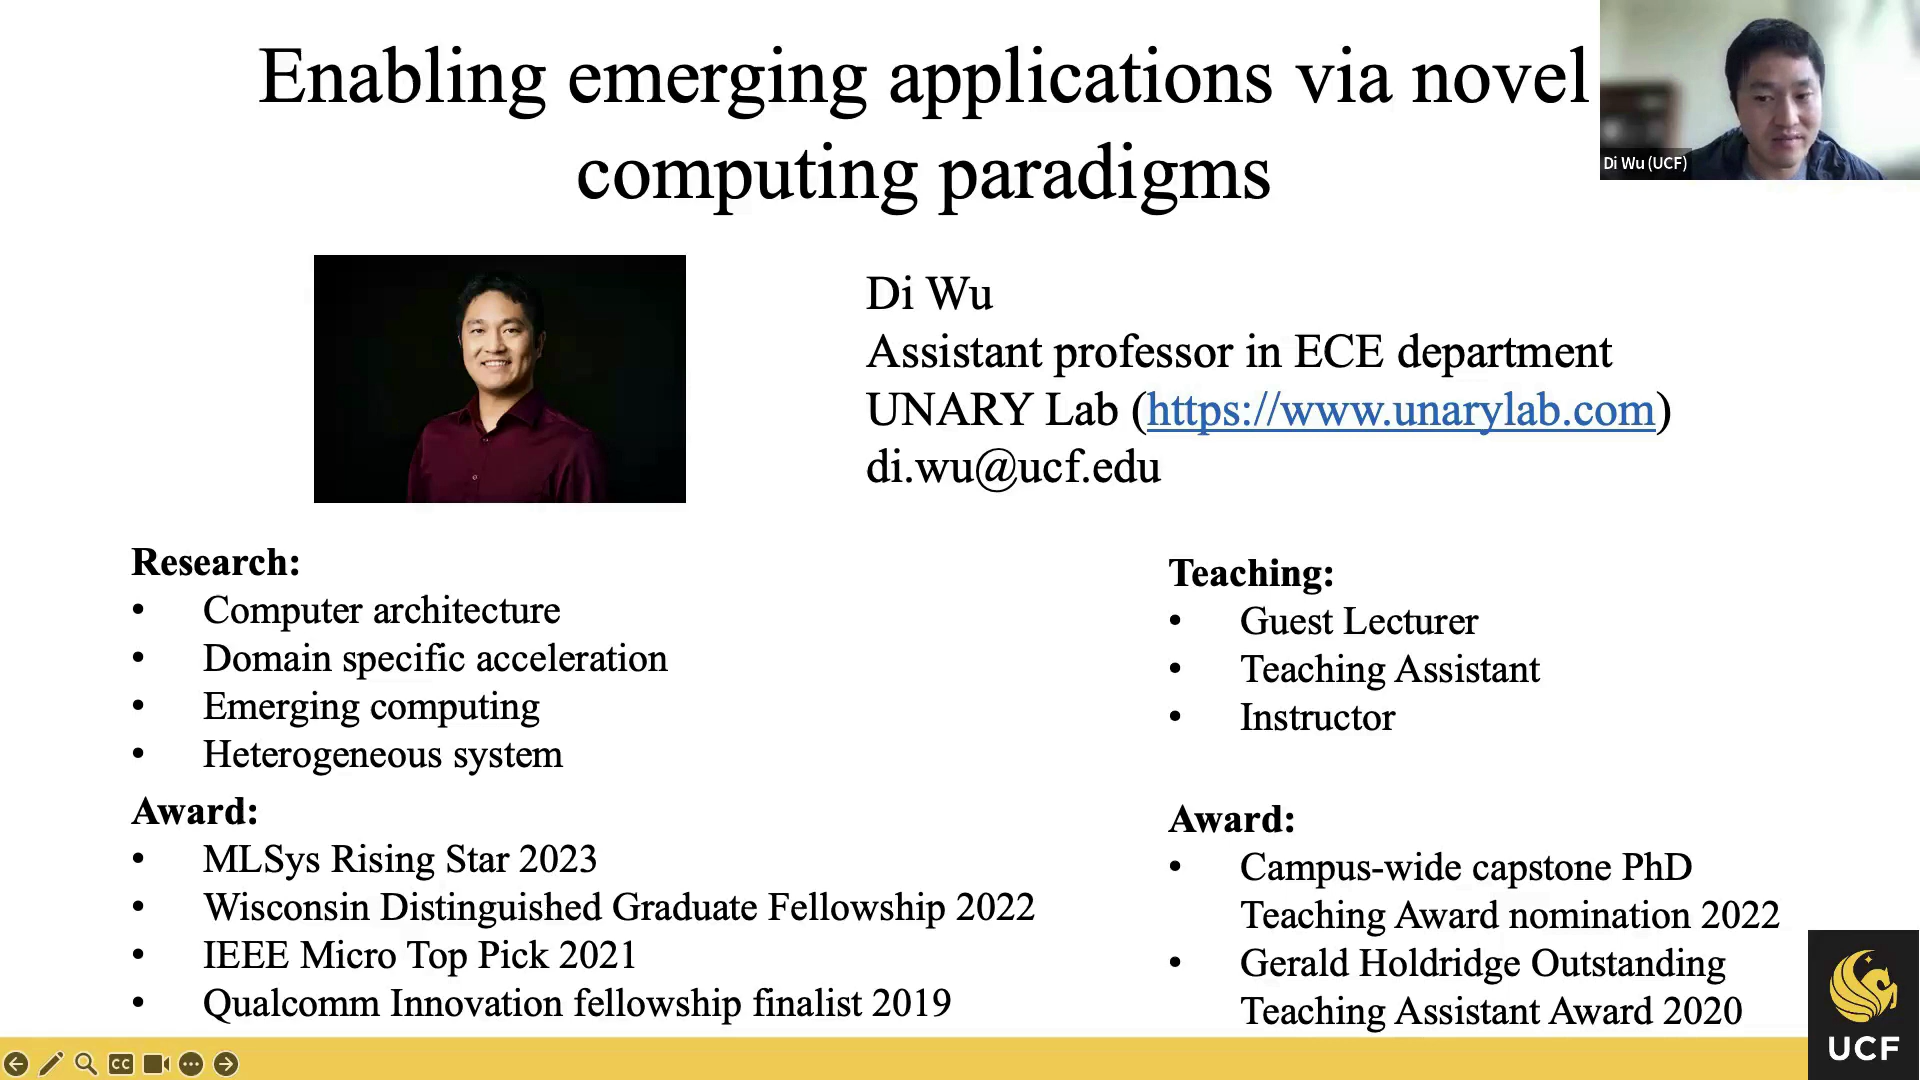 Enabling emerging applications via novel
computing paradigms
Di Wu (UCF)
Di Wu
Assistant professor in ECE department
UNARY Lab (https://www.unarylab.com)
di.wu@ucf.edu
Research:
• Computer architecture
• Domain specific acceleration
• Emerging computing
• Heterogeneous system
Award:
• MLSys Rising Star 2023
• Wisconsin Distinguished Graduate Fellowship 2022
• IEEE Micro Top Pick 2021
• Qualcomm Innovation fellowship finalist 2019
Teaching:
• Guest Lecturer
• Teaching Assistant
• Instructor
Award:
• Campus-wide capstone PhD
Teaching Award nomination 2022
• Gerald Holdridge Outstanding
Teaching Assistant Award 2020
CC
UCF